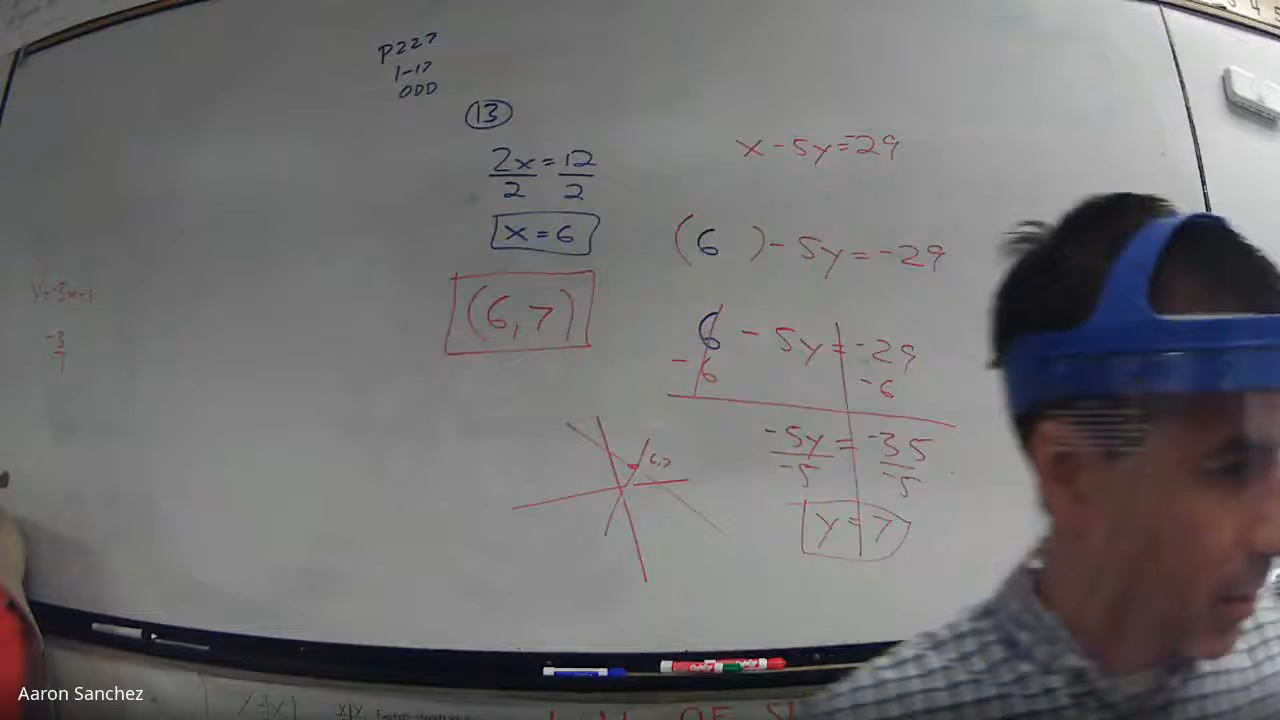 P227
1-17
ODD
13
2x=12
2 2
x=6
(6,7)
x-5y=-29
(6 )-5y=-29
6-5y=-29
-6 -6
-5y=-35
-5 -5
y=7
6,7
-3
Aaron Sanchez